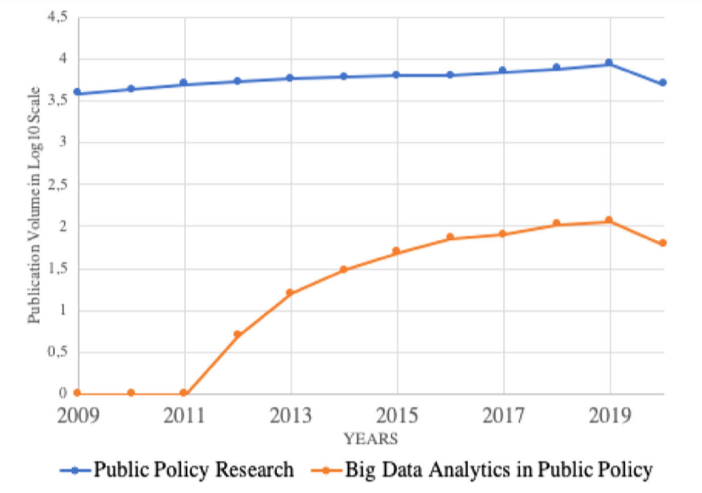 4,5
4
3,5
3
2,5
2
1,5
1
0,5
0
Publication Volume in Log10 Scale
2009 2011 2013 2015 2017 2019
YEARS
Public Policy Research Big Data Analytics in Public Policy